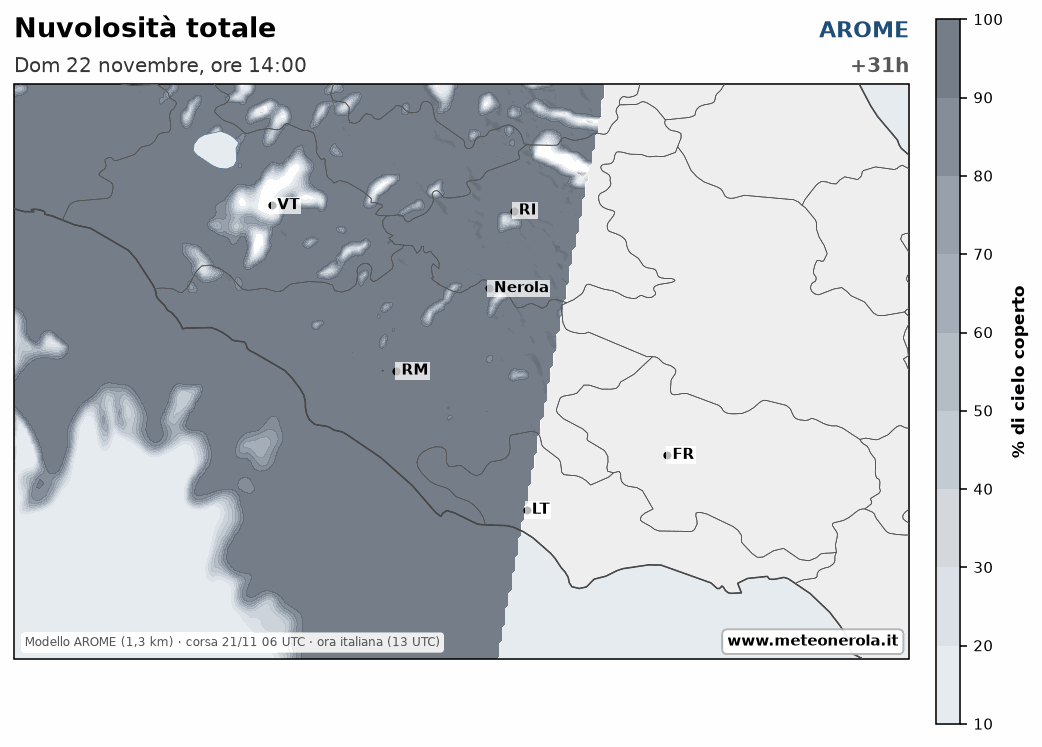 Nuvolosità totale
AROME
Dom 22 novembre, ore 14:00
+31h
VT
RI
Nerola
RM
FR
LT
Modello AROME (1,3 km) · corsa 21/11 06 UTC · ora italiana (13 UTC)
www.meteonerola.it
100
90
80
70
60
50
40
30
20
10
% di cielo coperto